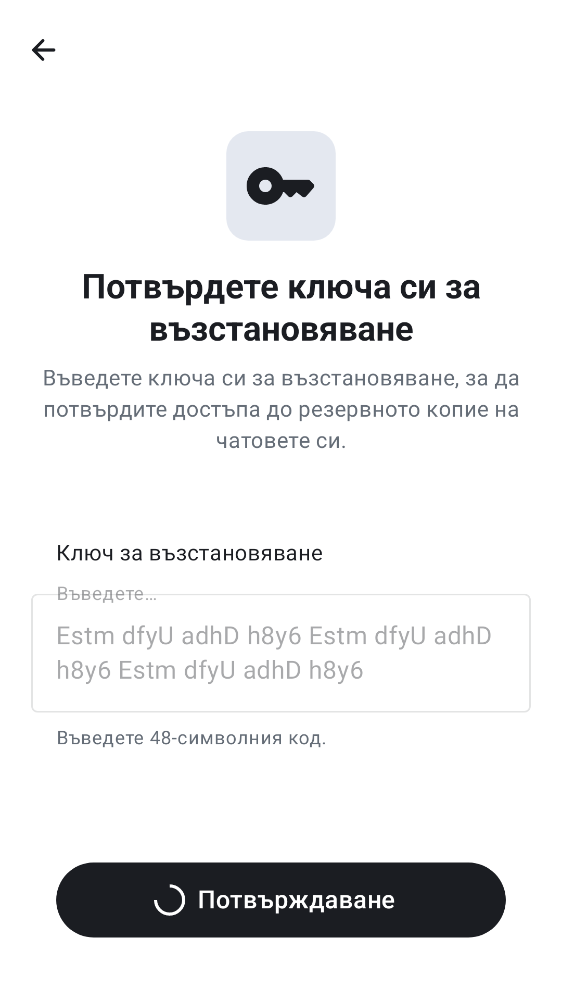 Потвърдете ключа си за
възстановяване
Въведете ключа си за възстановяване, за да
потвърдите достъпа до резервното копие на
чатовете си.
Ключ за възстановяване
Въведете…
Estm dfyU adhD h8y6 Estm dfyU adhD
h8y6 Estm dfyU adhD h8y6
Въведете 48-символния код.
Потвърждаване